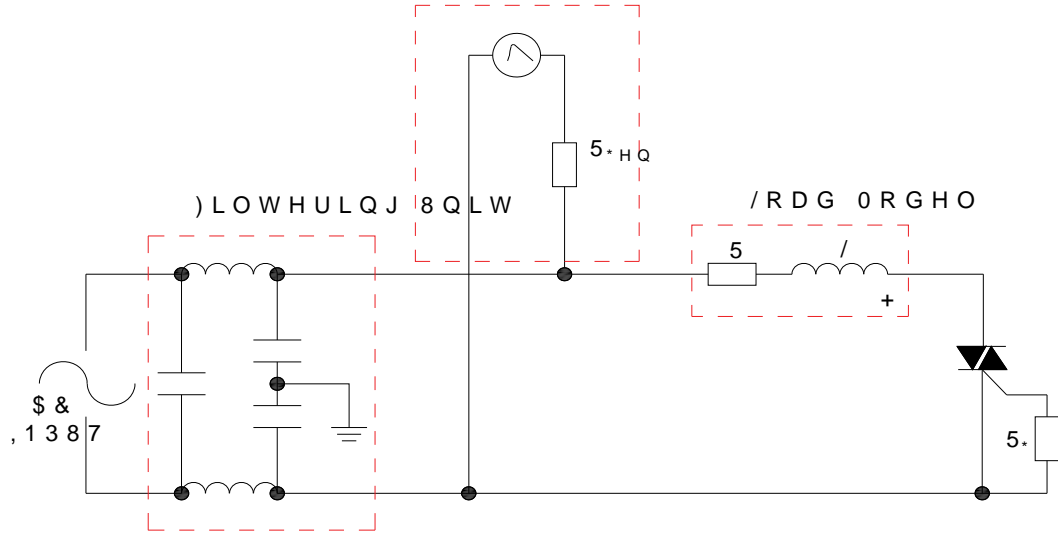 5*HQ
)LOWHULQJ 8QLW
/RDG 0RGHO
5 /
+
$ &
,1387
5*